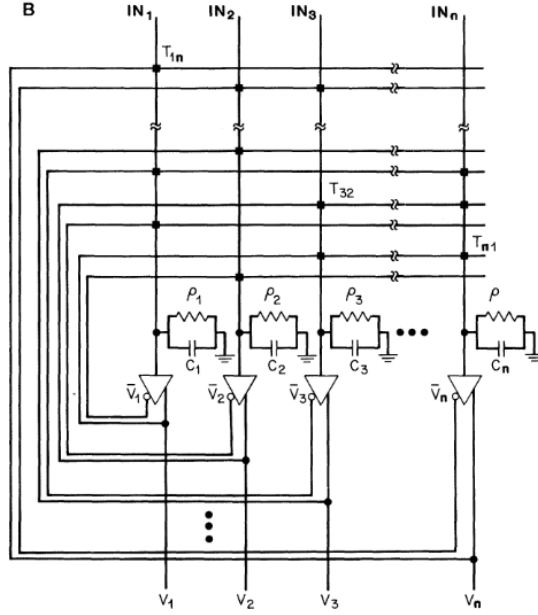 B IN₁ IN₂ IN₃ INₙ
T₁ₙ
T₃₂
Tₙ₁
ρ₁ ρ₂ ρ₃ ρ
C₁ C₂ C₃ Cₙ
V̅₁ V̅₂ V̅₃ V̅ₙ
V₁ V₂ V₃ Vₙ